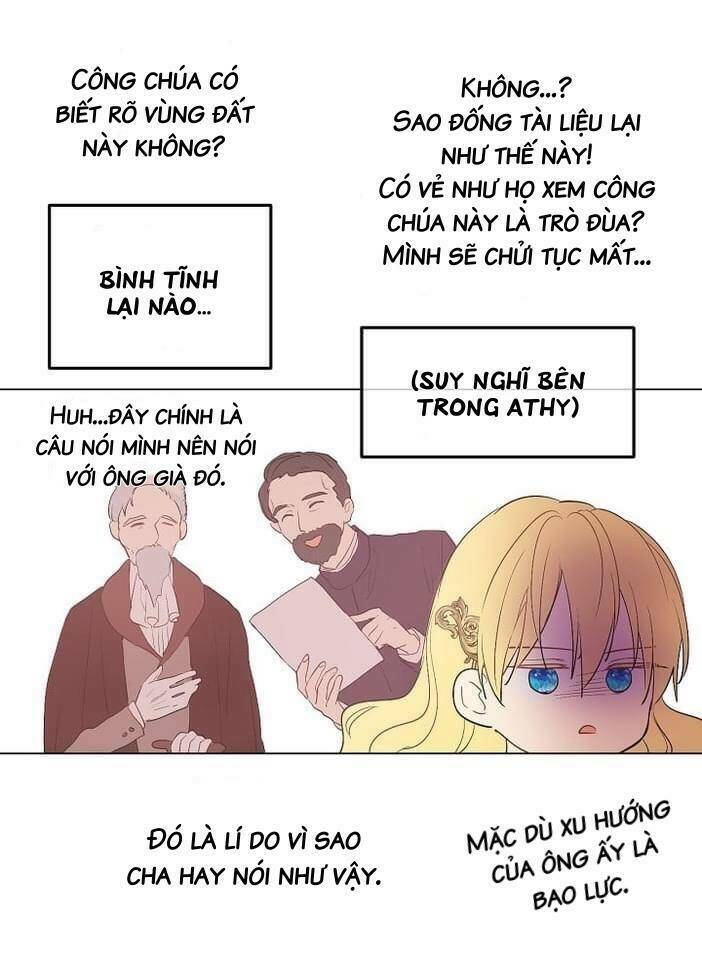 CÔNG CHÚA CÓ
BIẾT RÕ VÙNG ĐẤT
NÀY KHÔNG?
KHÔNG...?
SAO ĐỐNG TÀI LIỆU LẠI
NHƯ THẾ NÀY!
CÓ VẺ NHƯ HỌ XEM CÔNG
CHÚA NÀY LÀ TRÒ ĐÙA?
MÌNH SẼ CHỬI TỤC MẤT...
BÌNH TĨNH
LẠI NÀO...
(SUY NGHĨ BÊN
TRONG ATHY)
HUH...ĐÂY CHÍNH LÀ
CÂU NÓI MÌNH NÊN NÓI
VỚI ÔNG GIÀ ĐÓ.
ĐÓ LÀ LÍ DO VÌ SAO
CHA HAY NÓI NHƯ VẬY.
MẶC DÙ XU HƯỚNG
CỦA ÔNG ẤY LÀ
BẠO LỰC.